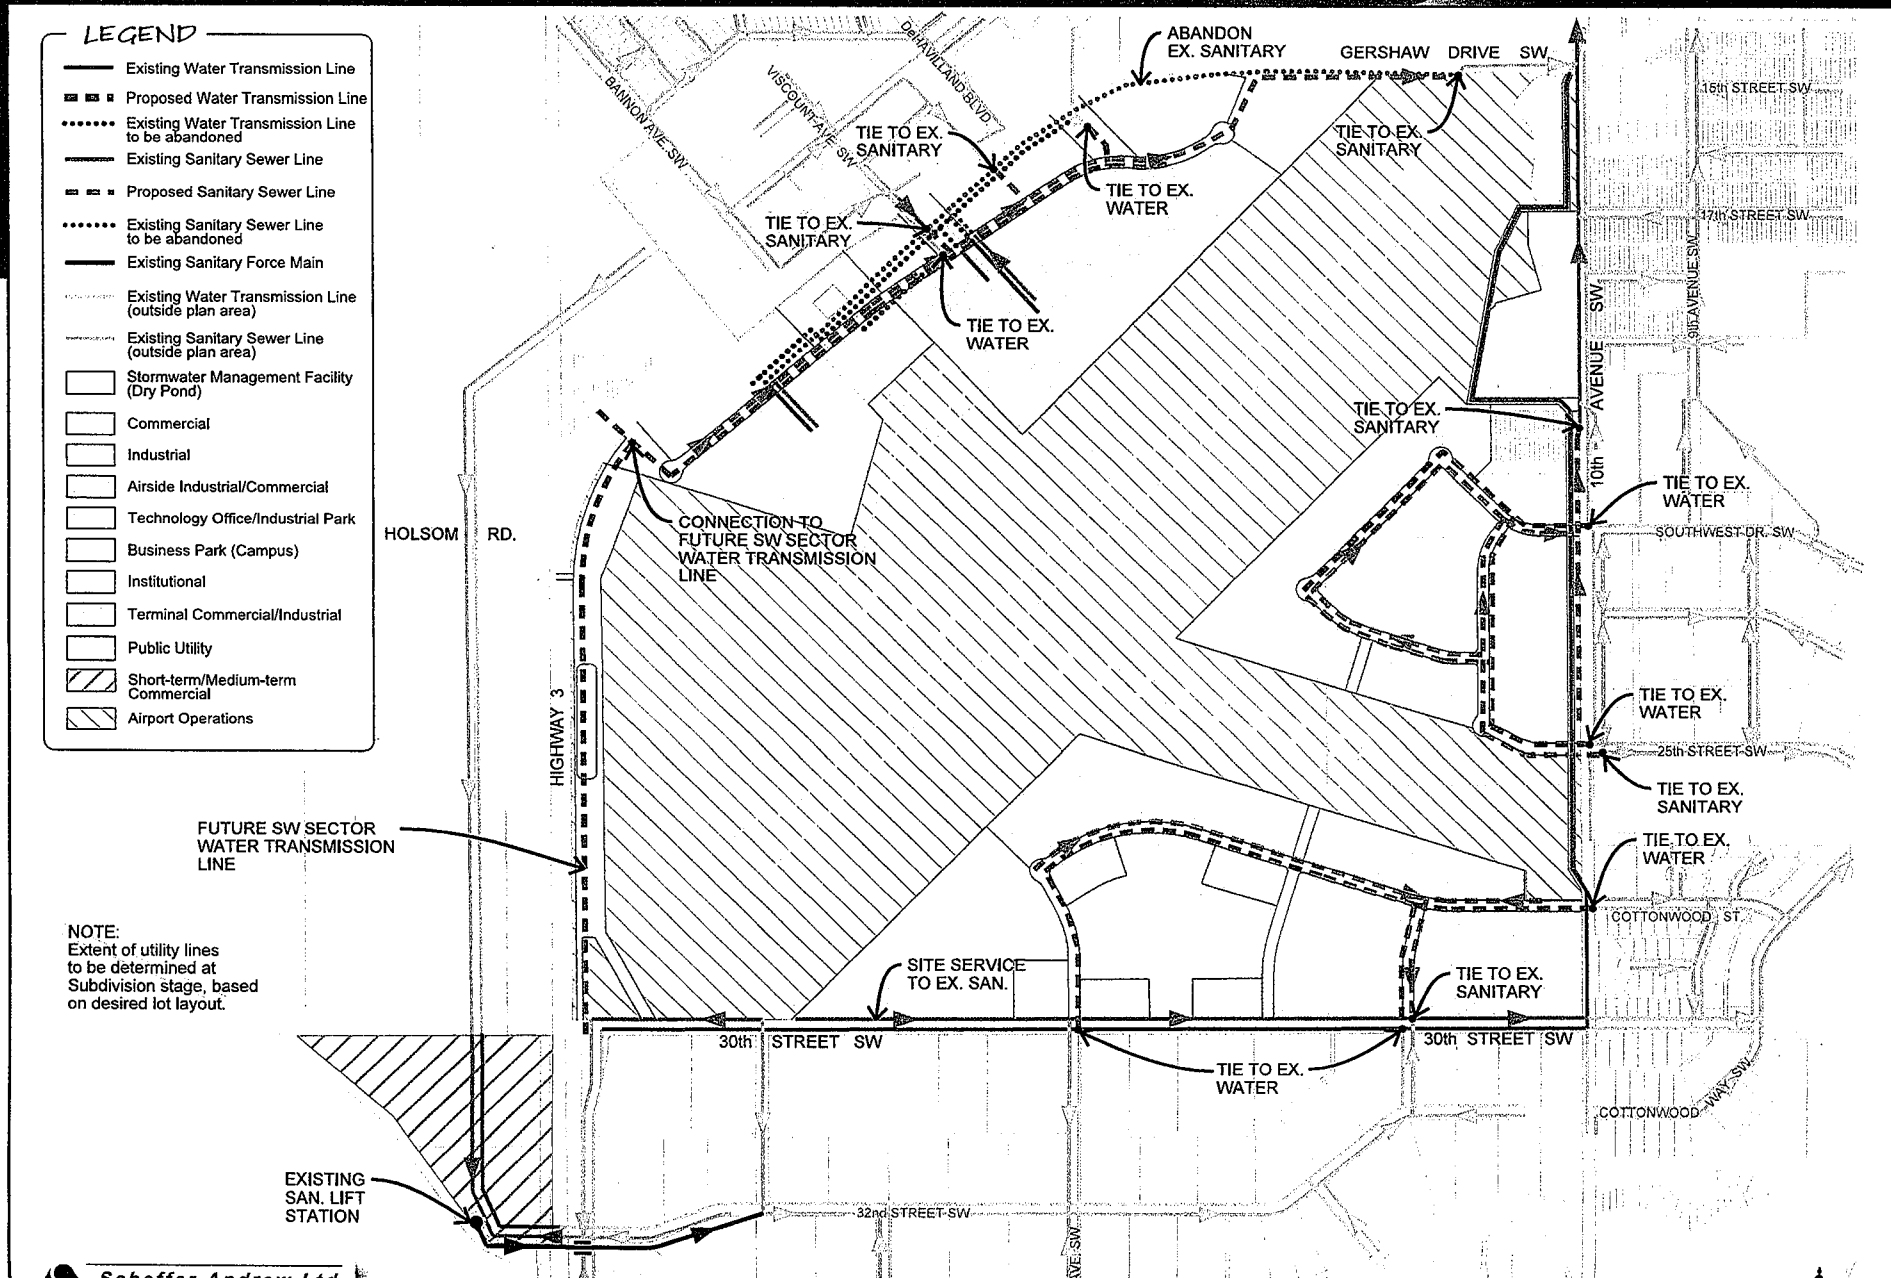 LEGEND
Existing Water Transmission Line
Proposed Water Transmission Line
Existing Water Transmission Line
to be abandoned
Existing Sanitary Sewer Line
Proposed Sanitary Sewer Line
Existing Sanitary Sewer Line
to be abandoned
Existing Sanitary Force Main
Existing Water Transmission Line
(outside plan area)
Existing Sanitary Sewer Line
(outside plan area)
Stormwater Management Facility
(Dry Pond)
Commercial
Industrial
Airside Industrial/Commercial
Technology Office/Industrial Park
Business Park (Campus)
Institutional
Terminal Commercial/Industrial
Public Utility
Short-term/Medium-term
Commercial
Airport Operations
BANNON AVE. SW
VISCOUNT AVE SW
DeHAVILLAND BLVD.
ABANDON
EX. SANITARY
GERSHAW DRIVE SW
TIE TO EX.
SANITARY
TIE TO EX.
SANITARY
15th STREET SW
TIE TO EX.
WATER
TIE TO EX.
SANITARY
17th STREET SW
9th AVENUE SW
10th AVENUE SW
TIE TO EX.
WATER
TIE TO EX.
SANITARY
TIE TO EX.
WATER
HOLSOM RD.
CONNECTION TO
FUTURE SW SECTOR
WATER TRANSMISSION
LINE
SOUTHWEST DR. SW
HIGHWAY 3
TIE TO EX.
WATER
25th STREET SW
TIE TO EX.
SANITARY
FUTURE SW SECTOR
WATER TRANSMISSION
LINE
TIE TO EX.
WATER
COTTONWOOD ST.
NOTE:
Extent of utility lines
to be determined at
Subdivision stage, based
on desired lot layout.
SITE SERVICE
TO EX. SAN.
TIE TO EX.
SANITARY
30th STREET SW
30th STREET SW
TIE TO EX.
WATER
COTTONWOOD WAY SW
EXISTING
SAN. LIFT
STATION
32nd STREET SW
AVE. SW
Scheffer Andrew Ltd.